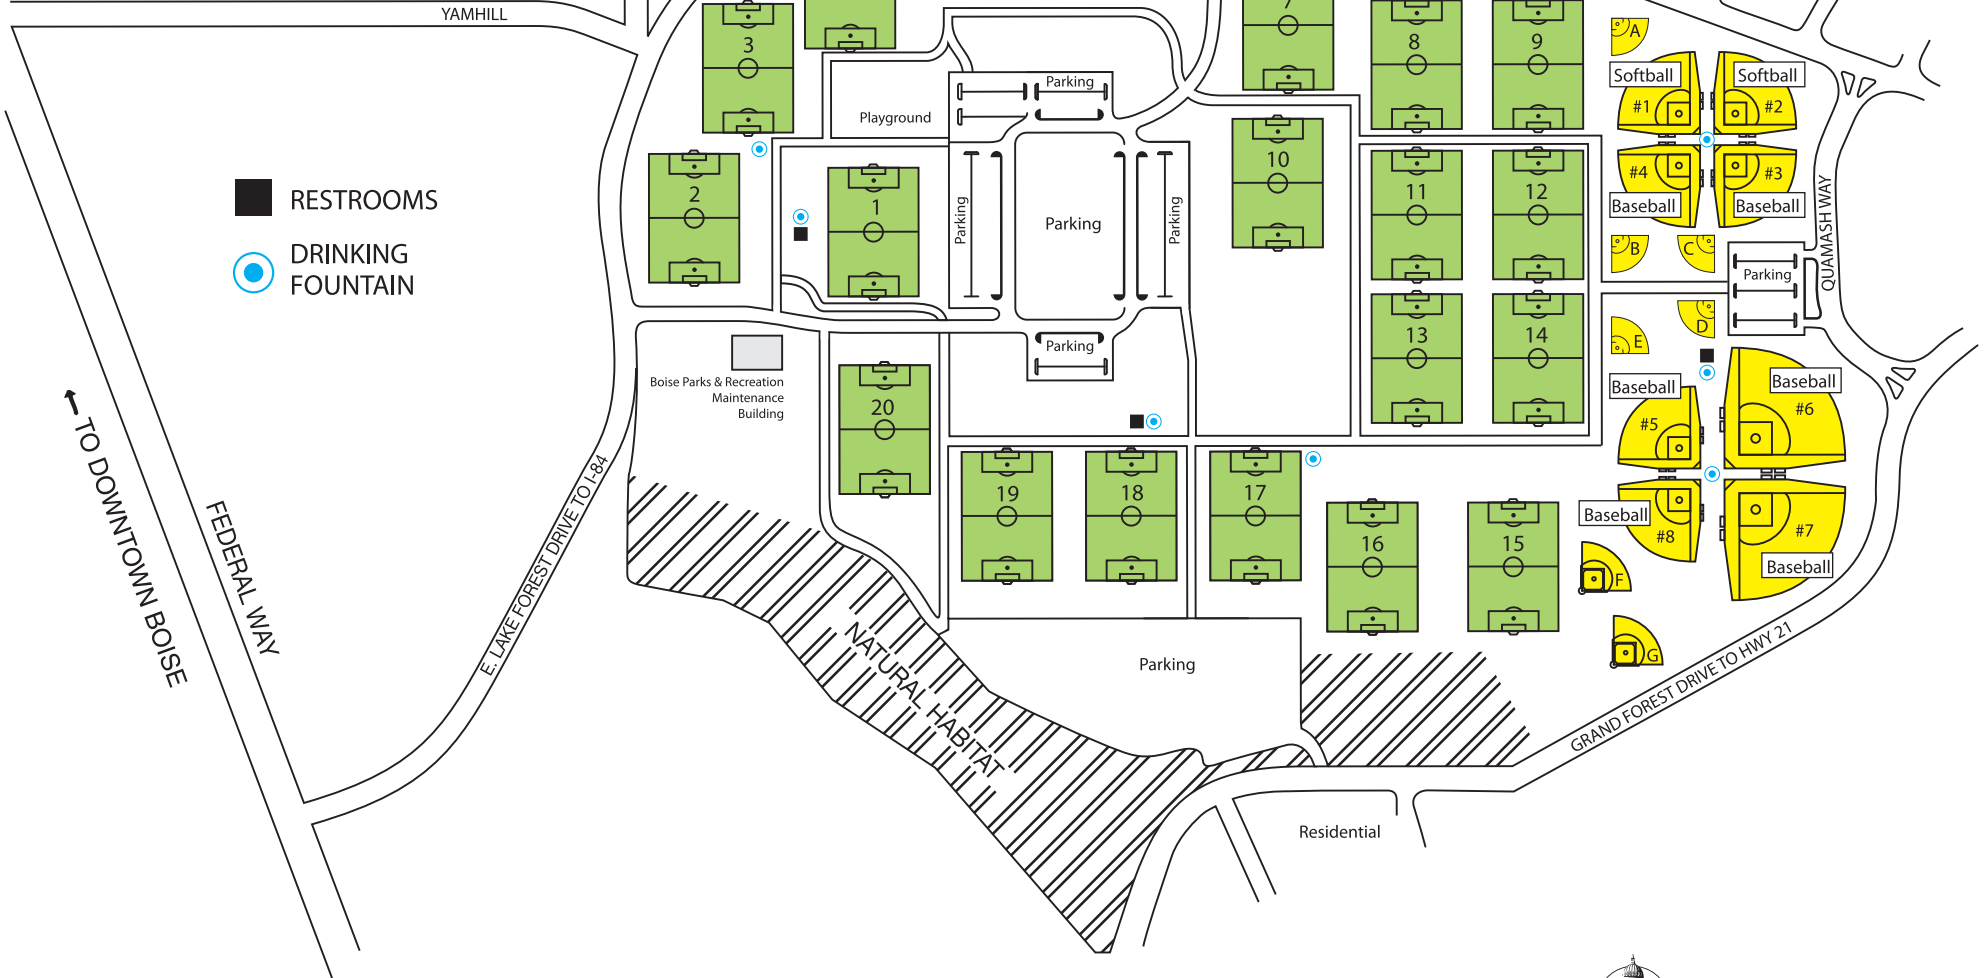 YAMHILL
3
7
8
9
A
Softball
Softball
#1
#2
Parking
Playground
10
2
1
11
12
#4
#3
Baseball
Baseball
Parking
Parking
Parking
QUAMASH WAY
RESTROOMS
DRINKING
FOUNTAIN
B
C
Parking
D
E
13
14
Parking
Boise Parks & Recreation
Maintenance
Building
20
Baseball
Baseball
#5
#6
TO DOWNTOWN BOISE
FEDERAL WAY
E. LAKE FOREST DRIVE TO I-84
19
18
17
16
15
Baseball
#8
#7
Baseball
F
G
NATURAL HABITAT
Parking
GRAND FOREST DRIVE TO HWY 21
Residential